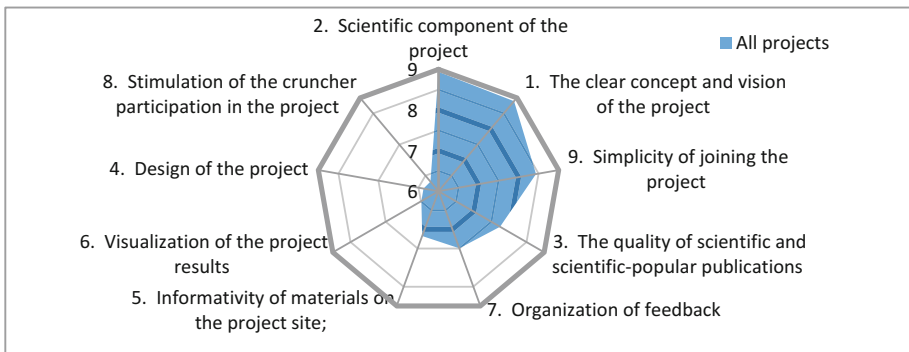 2. Scientific component of the
project
All projects
9
8
7
6
1. The clear concept and vision
of the project
9. Simplicity of joining the
project
3. The quality of scientific and
scientific-popular publications
7. Organization of feedback
5. Informativity of materials on
the project site;
6. Visualization of the project
results
4. Design of the project
8. Stimulation of the cruncher
participation in the project